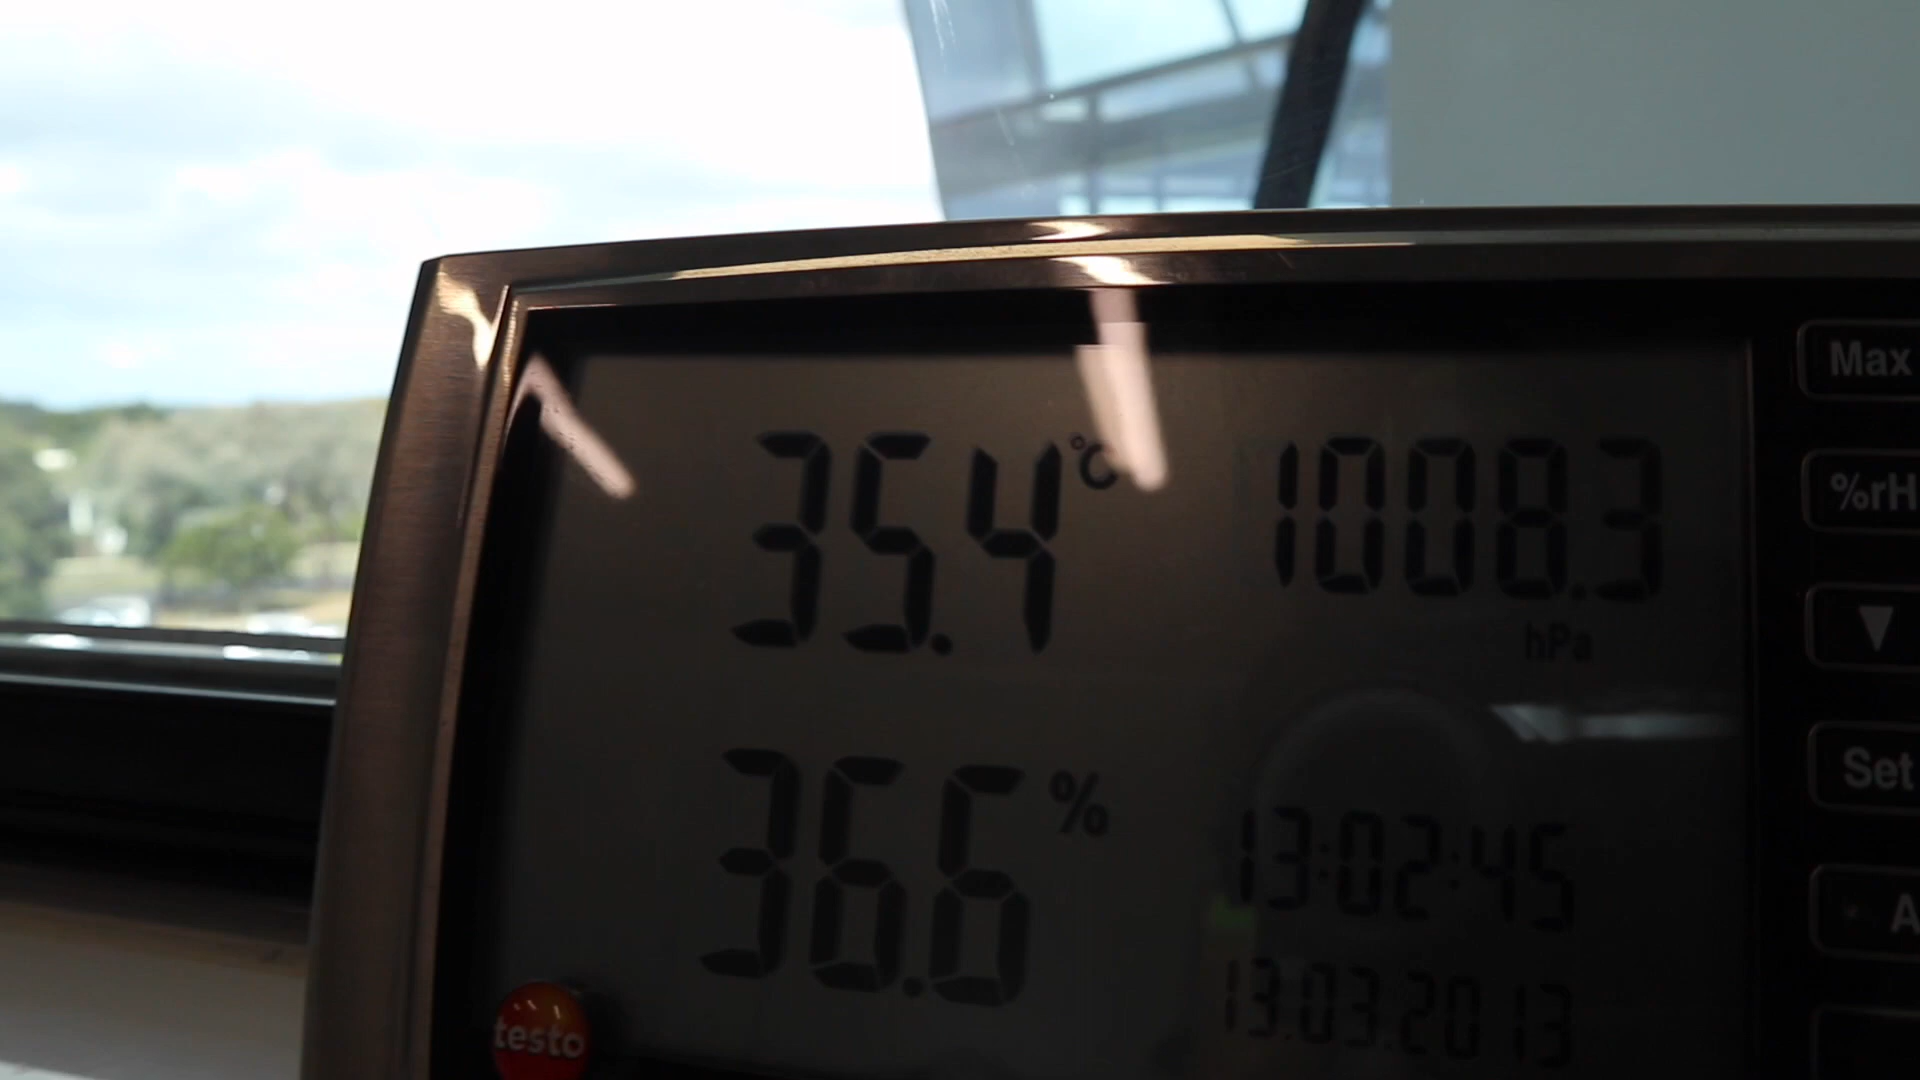 35.4 °C
1008.3
hPa
36.6 %
13:02:45
13.03.2013
testo
Max
%rH
▼
Set